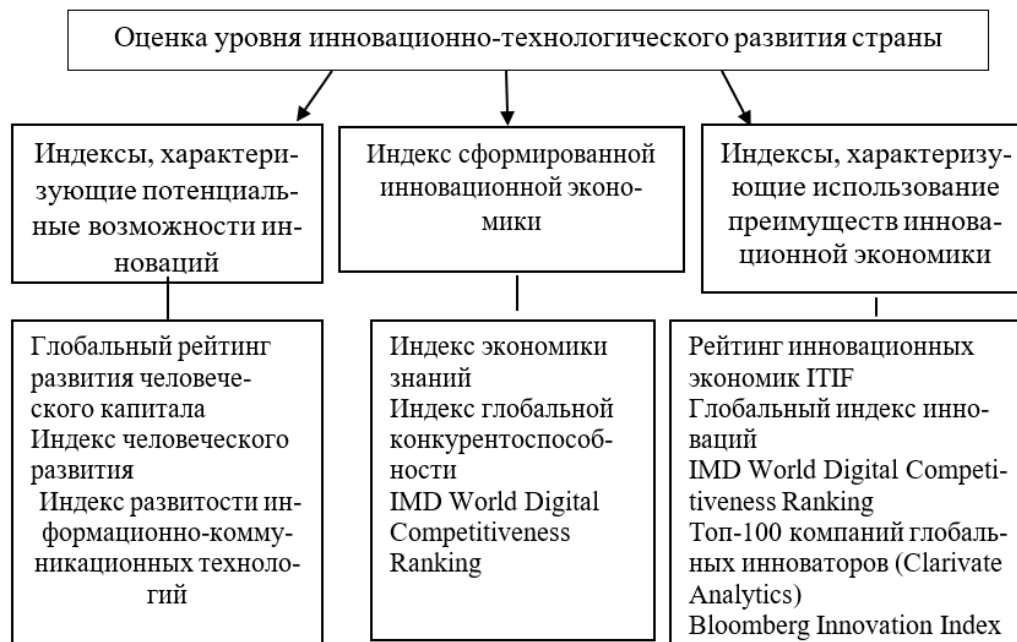 Оценка уровня инновационно-технологического развития страны
Индексы, характери-
зующие потенциаль-
ные возможности ин-
новаций
Индекс сформированной
инновационной эконо-
мики
Индексы, характеризу-
ющие использование
преимуществ иннова-
ционной экономики
Глобальный рейтинг
развития человече-
ского капитала
Индекс человеческого
развития
Индекс развитости ин-
формационно-комму-
никационных техноло-
гий
Индекс экономики
знаний
Индекс глобальной
конкурентоспособ-
ности
IMD World Digital
Competitiveness
Ranking
Рейтинг инновационных
экономик ITIF
Глобальный индекс инно-
ваций
IMD World Digital Competi-
tiveness Ranking
Топ-100 компаний глобаль-
ных инноваторов (Clarivate
Analytics)
Bloomberg Innovation Index